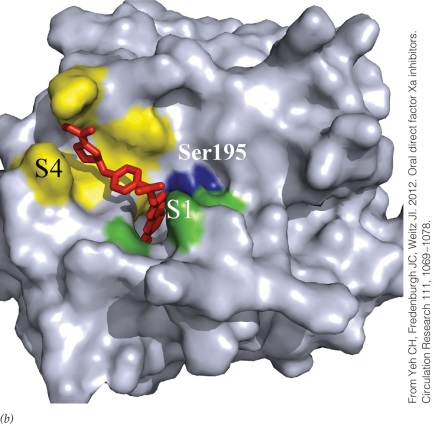 S4
Ser195
S1
(b)
From Yeh CH, Fredenburgh JC, Weitz JI. 2012. Oral direct factor Xa inhibitors.
Circulation Research 111, 1069–1078.